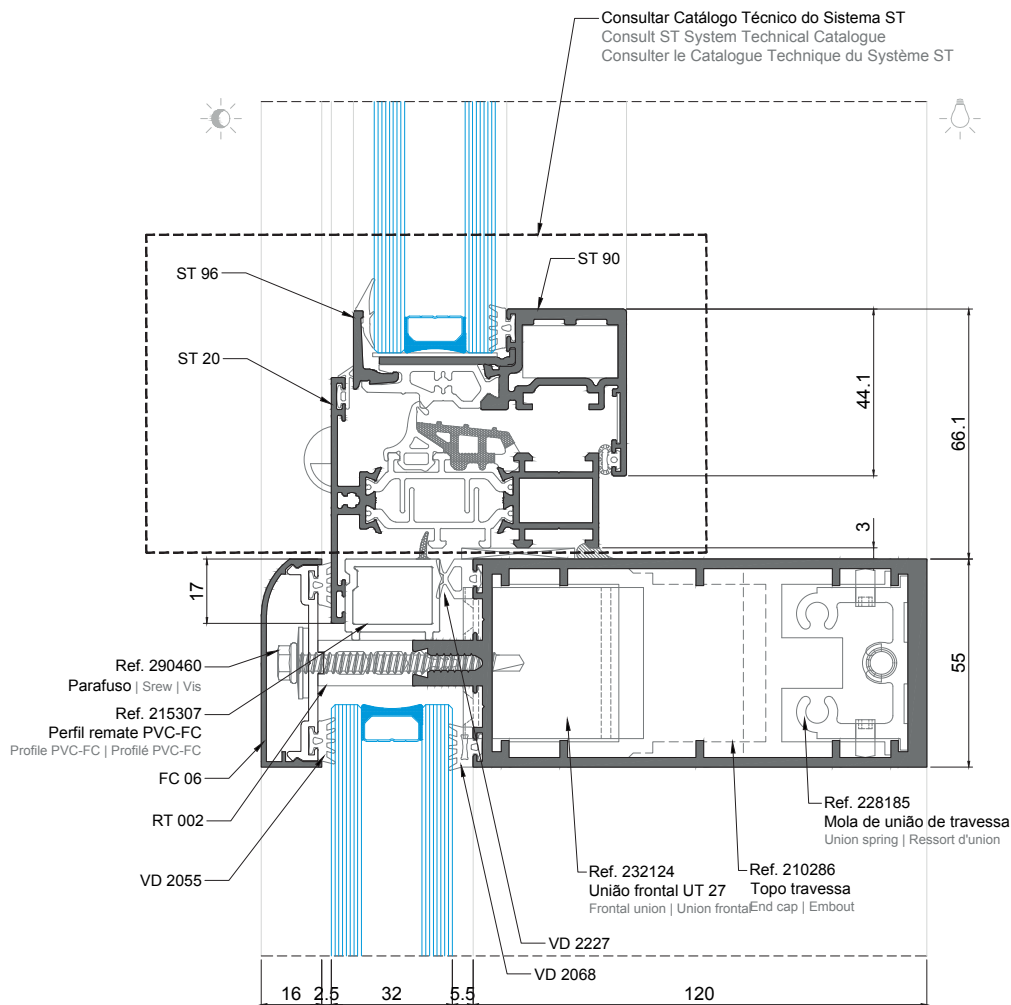 Consultar Catálogo Técnico do Sistema ST
Consult ST System Technical Catalogue
Consulter le Catalogue Technique du Système ST
ST 96
ST 90
ST 20
44.1
66.1
3
17
55
Ref. 290460
Parafuso | Srew | Vis
Ref. 215307
Perfil remate PVC-FC
Profile PVC-FC | Profilé PVC-FC
FC 06
RT 002
VD 2055
Ref. 228185
Mola de união de travessa
Union spring | Ressort d'union
Ref. 232124
União frontal UT 27
Frontal union | Union frontal
Ref. 210286
Topo travessa
End cap | Embout
VD 2227
VD 2068
16 2.5 32 5.5 120